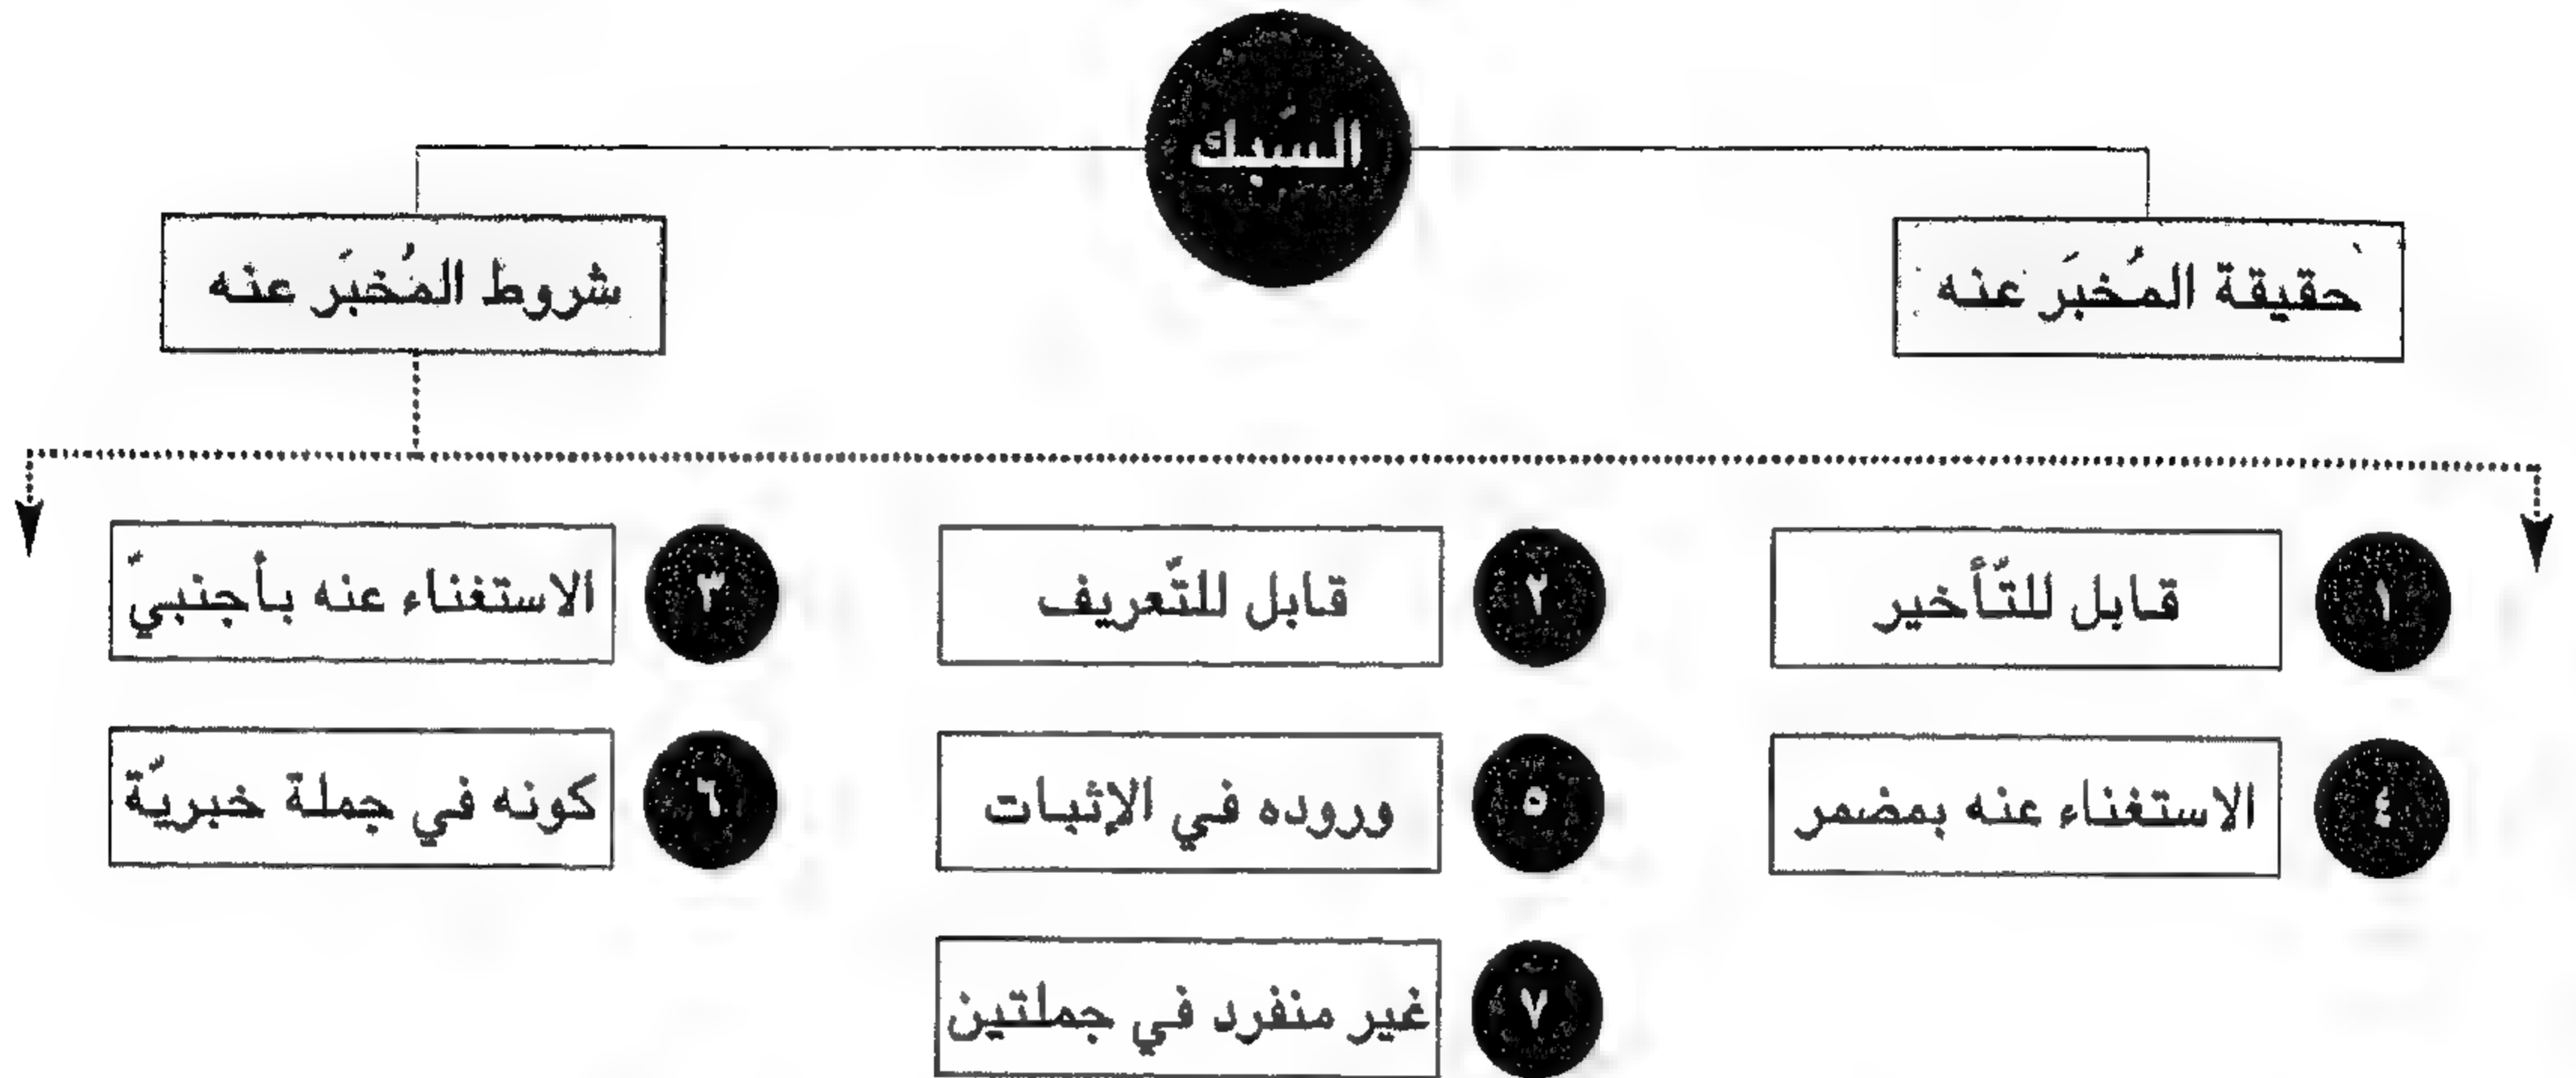 السَّبك
حقيقة المُخبَر عنه
شروط المُخبَر عنه
١ قابل للتّأخير
٢ قابل للتّعريف
٣ الاستغناء عنه بأجنبيّ
٤ الاستغناء عنه بمضمر
٥ وروده في الإثبات
٦ كونه في جملة خبريّة
٧ غير منفرد في جملتين